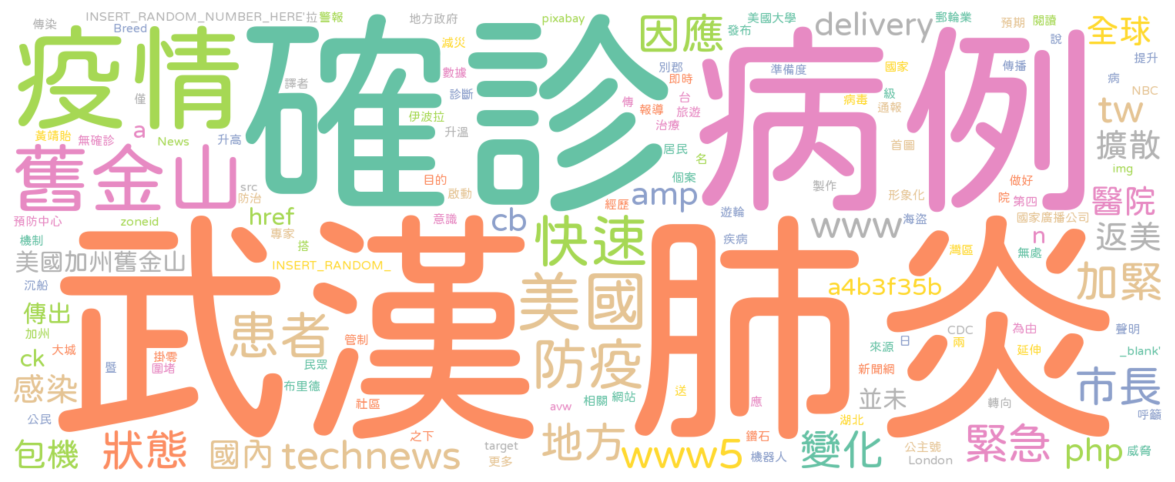 傳染
INSERT_RANDOM_NUMBER_HERE'拉
警報
地方政府
pixabay
美國大學
郵輪業
預期
閱讀
Breed
疫情
確診
減災
因應
發布
delivery
說
全球
病例
譯者
數據
別郡
即時
準備度
國家
傳播
提升
病
NBC
僅
診斷
傳
台
病毒
級
tw
報導
旅遊
通報
伊波拉
治療
黃靖貽
無確診
a
News
升高
升溫
名
首圖
擴散
舊金山
居民
img
目的
啟動
個案
製作
形象化
做好
src
防治
經歷
amp
院
第四
醫院
預防中心
zoneid
href
意識
cb
遊輪
www
海盜
國家廣播公司
n
返美
機制
專家
快速
疾病
無處
美國加州舊金山
搭
INSERT_RANDOM_
灣區
加緊
沉船
武漢肺炎
美國
a4b3f35b
傳出
患者
CDC
為由
聲明
加州
管制
防疫
來源
日
兩
延伸
_blank'
ck
大城
掛零
圍堵
暨
民眾
新聞網
感染
布里德
相關
網站
送
市長
社區
avw
應
並未
轉向
公民
湖北
呼籲
包機
狀態
國內
technews
之下
target
更多
地方
www5
鑽石
機器人
變化
公主號
London
緊急
php
威脅